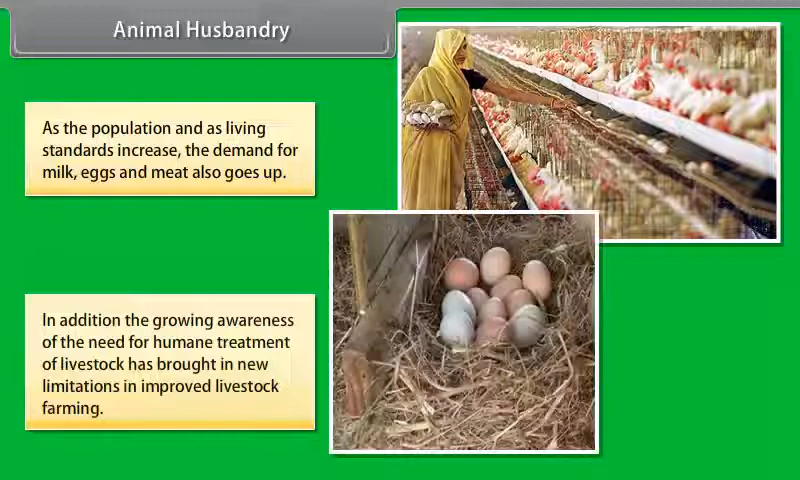 Animal Husbandry
As the population and as living
standards increase, the demand for
milk, eggs and meat also goes up.
In addition the growing awareness
of the need for humane treatment
of livestock has brought in new
limitations in improved livestock
farming.